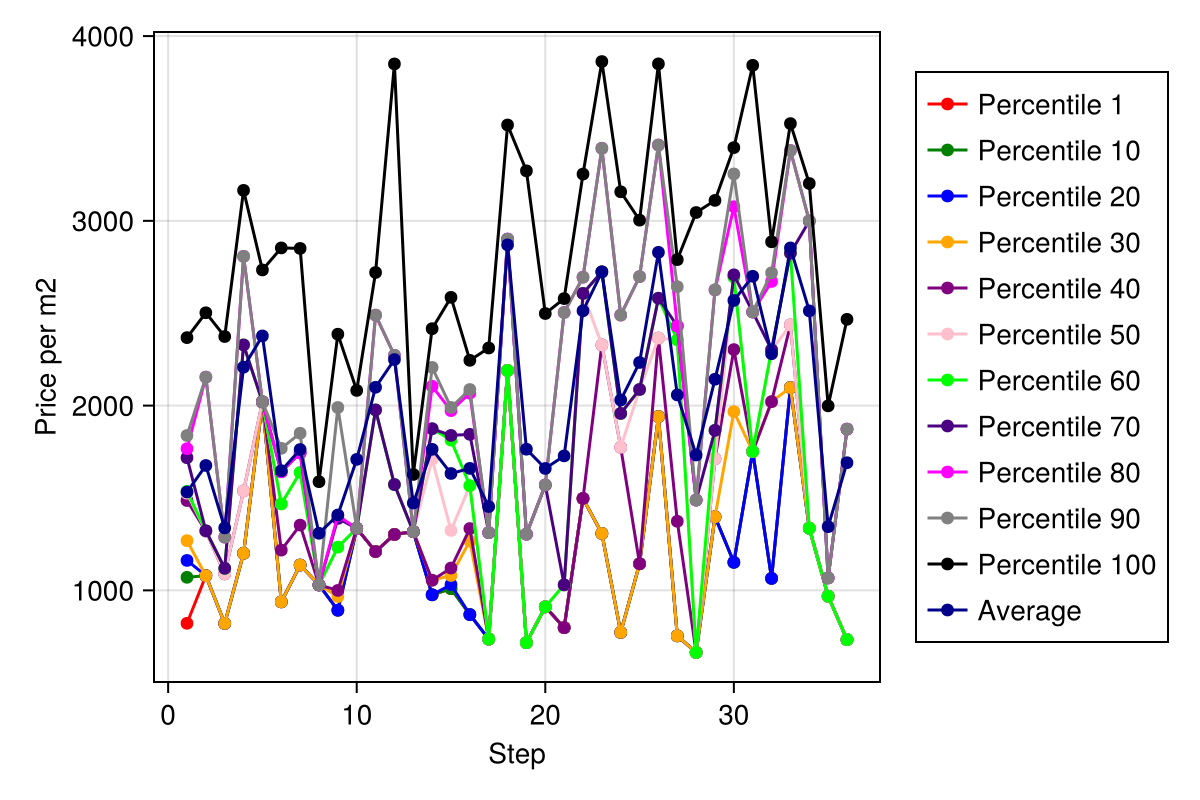 4000
3000
2000
1000
Price per m2
0
10
20
30
Step
Percentile 1
Percentile 10
Percentile 20
Percentile 30
Percentile 40
Percentile 50
Percentile 60
Percentile 70
Percentile 80
Percentile 90
Percentile 100
Average